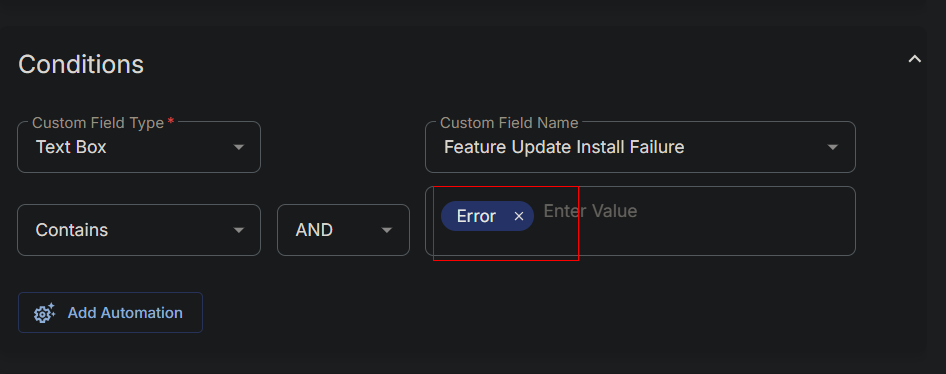 Conditions
Custom Field Type *
Text Box
Custom Field Name
Feature Update Install Failure
Contains
AND
Error ×
Enter Value
Add Automation